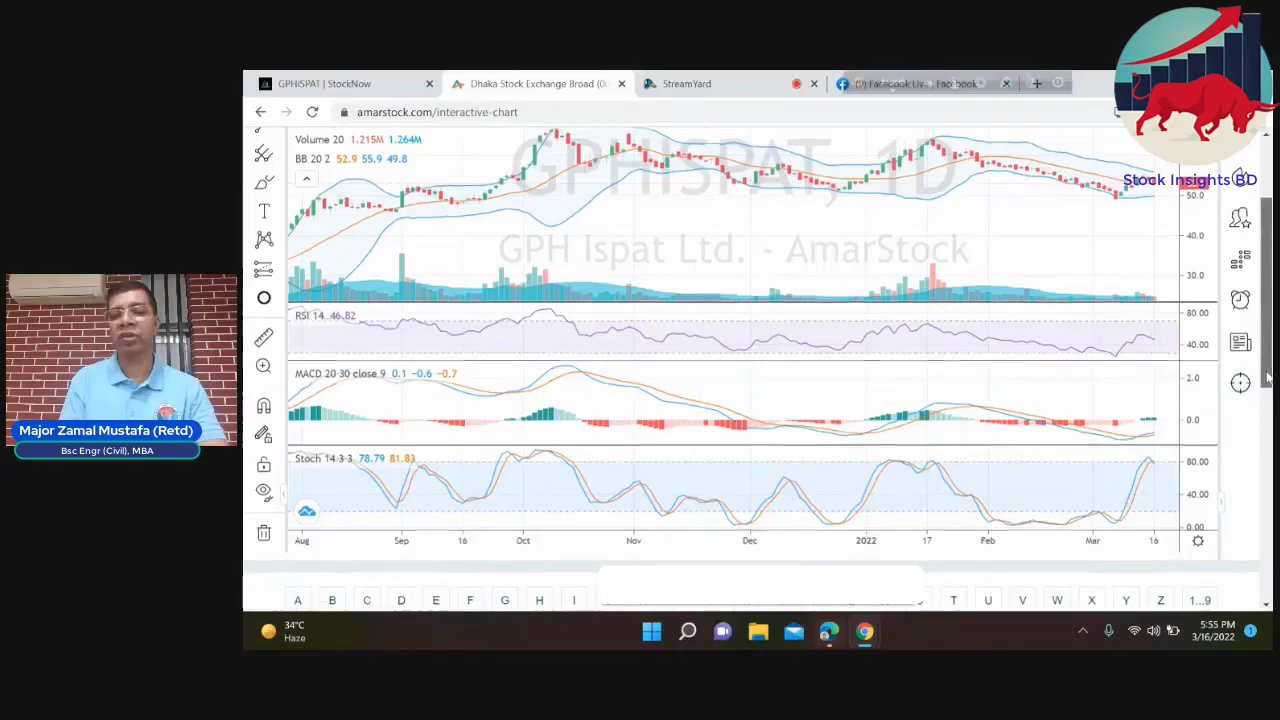 GPHISPAT | StockNow
Dhaka Stock Exchange Broad (00
StreamYard
Facebook Live | Facebook
amarstock.com/interactive-chart
Volume 20 1.215M 1.264M
BB 20 2 52.9 55.9 49.8
GPHISPAT, 1D
GPH Ispat Ltd. - AmarStock
Stock Insights BD
50.0
40.0
30.0
RSI 14 46.82
80.00
40.00
MACD 20 30 close 9 0.1 −0.6 −0.7
2.0
0.0
Stoch 14 3 3 78.79 81.83
80.00
40.00
0.00
Aug Sep 16 Oct Nov Dec 2022 17 Feb Mar 16
Major Zamal Mustafa (Retd)
Bsc Engr (Civil), MBA
A B C D E F G H I T U V W X Y Z 1...9
34°C
Haze
5:55 PM
3/16/2022
1